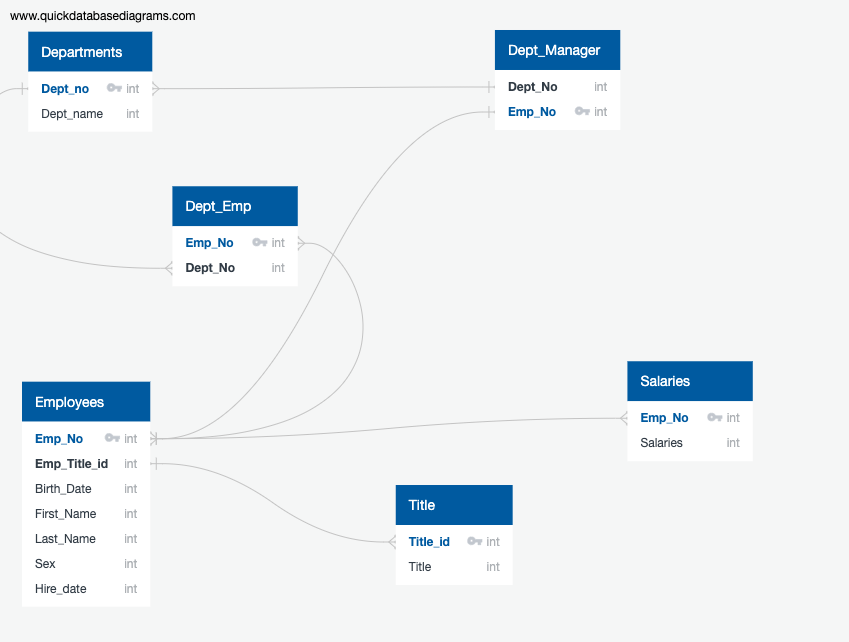 www.quickdatabasediagrams.com
Departments
Dept_no int
Dept_name int
Dept_Manager
Dept_No int
Emp_No int
Dept_Emp
Emp_No int
Dept_No int
Employees
Emp_No int
Emp_Title_id int
Birth_Date int
First_Name int
Last_Name int
Sex int
Hire_date int
Salaries
Emp_No int
Salaries int
Title
Title_id int
Title int